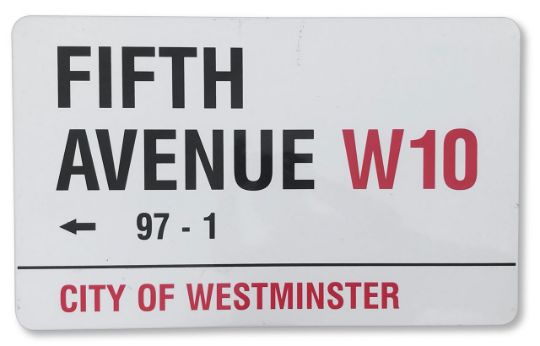 FIFTH
AVENUE W10
← 97 - 1
CITY OF WESTMINSTER